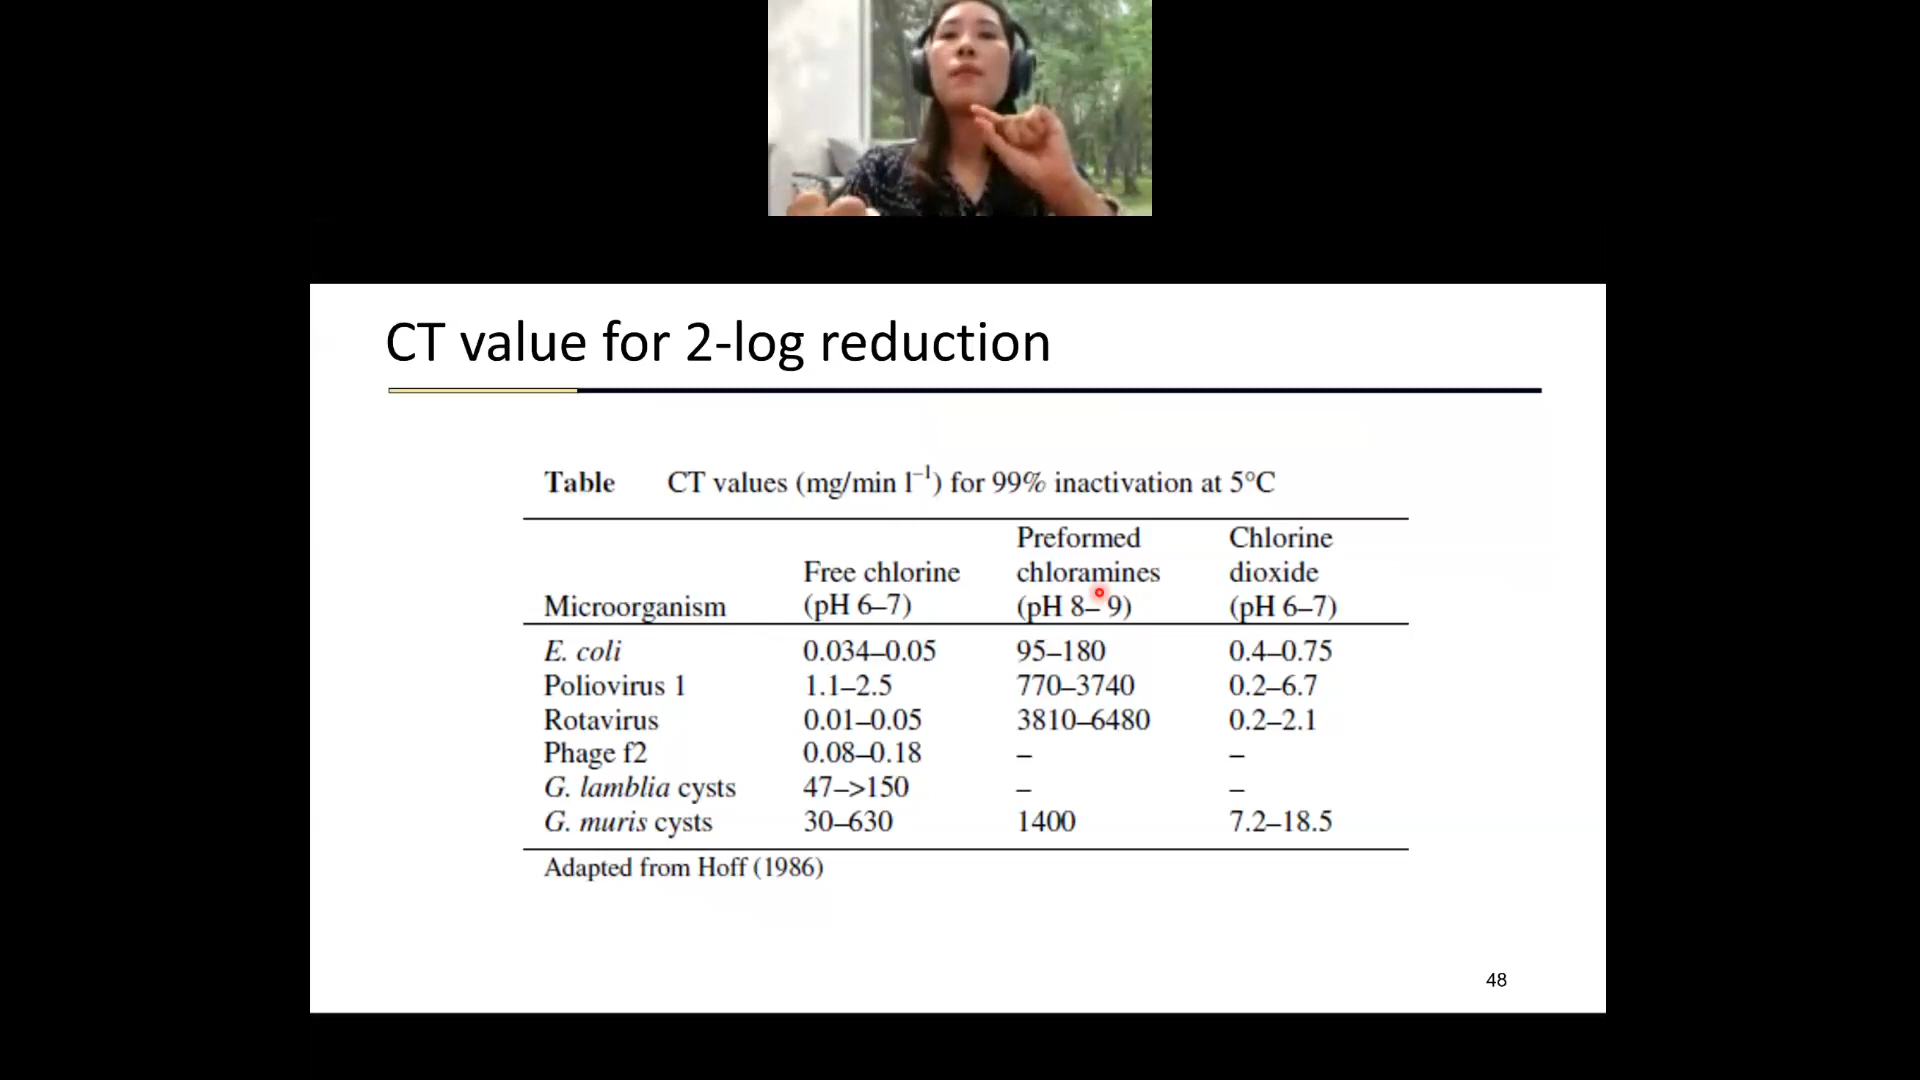 CT value for 2-log reduction
Table CT values (mg/min l⁻¹) for 99% inactivation at 5°C
Microorganism Free chlorine (pH 6–7) Preformed chloramines (pH 8–9) Chlorine dioxide (pH 6–7)
E. coli 0.034–0.05 95–180 0.4–0.75
Poliovirus 1 1.1–2.5 770–3740 0.2–6.7
Rotavirus 0.01–0.05 3810–6480 0.2–2.1
Phage f2 0.08–0.18 – –
G. lamblia cysts 47–>150 – –
G. muris cysts 30–630 1400 7.2–18.5
Adapted from Hoff (1986)
48